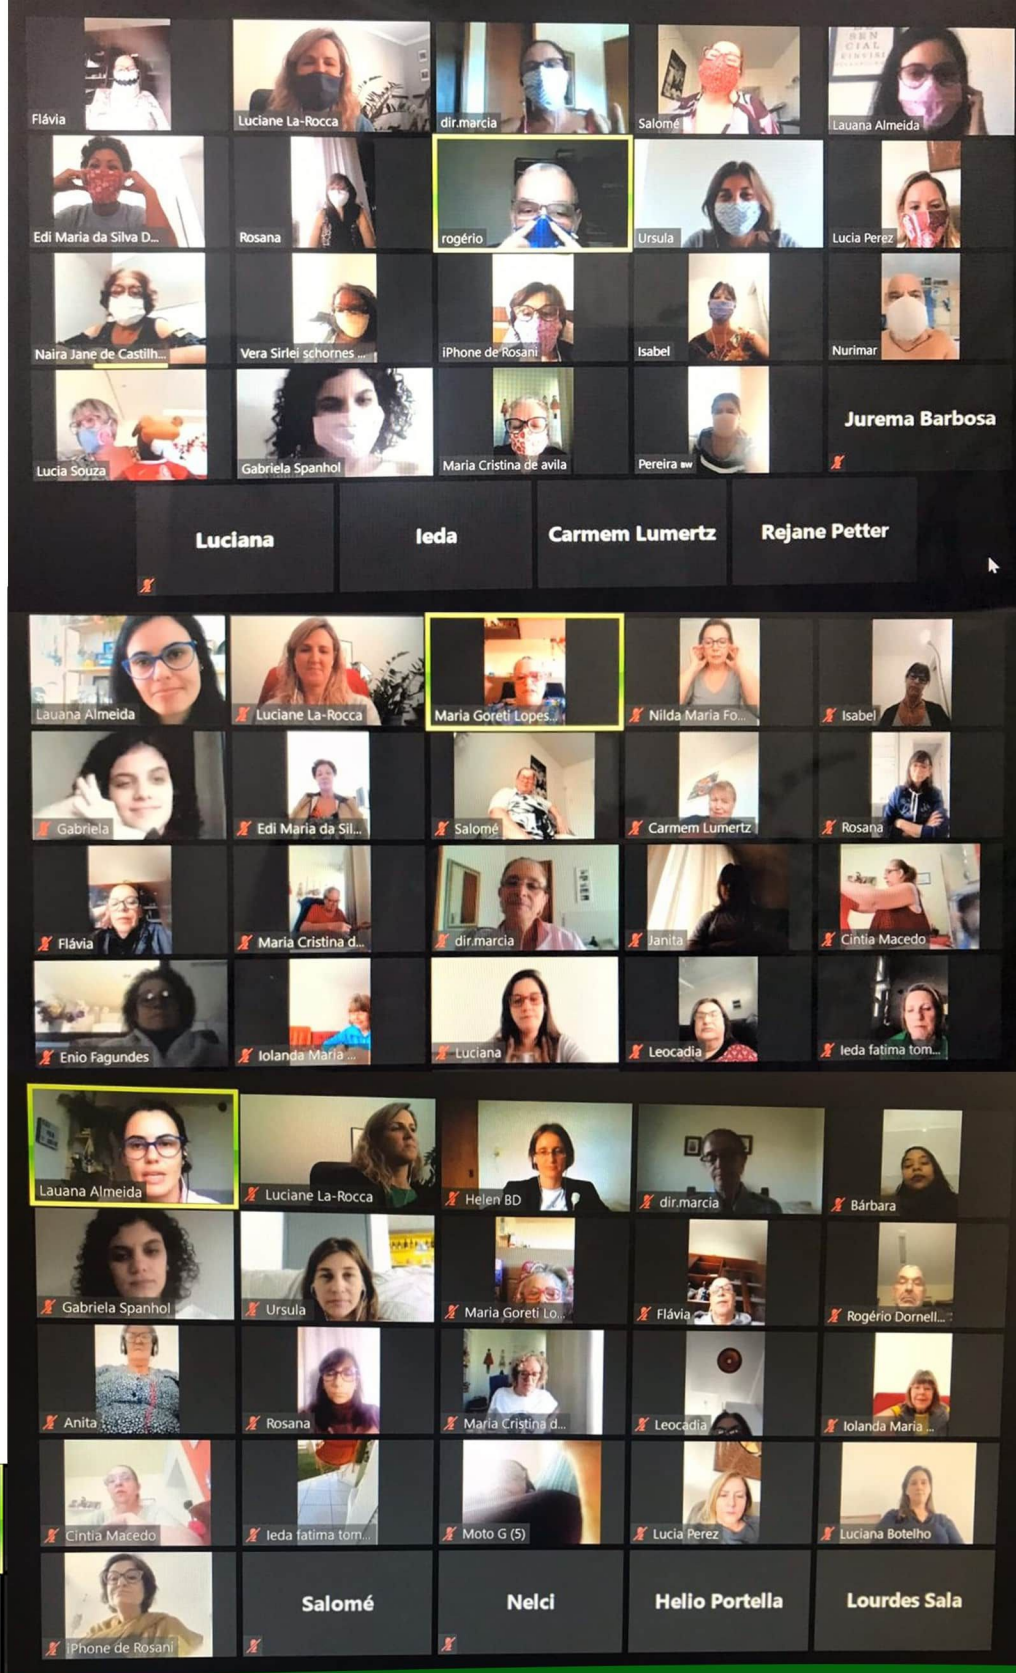 SEN
CIAL
Flávia
Luciane La-Rocca
dir.marcia
Salomé
Lauana Almeida
Edi Maria da Silva D...
Rosana
rogério
Ursula
Lucia Perez
Naira Jane de Castilh...
Vera Sirlei schornes ...
iPhone de Rosani
Isabel
Nurimar
Lucia Souza
Gabriela Spanhol
Maria Cristina de avila
Pereira
Jurema Barbosa
Luciana
Ieda
Carmem Lumertz
Rejane Petter
Lauana Almeida
Luciane La-Rocca
Maria Goreti Lopes...
Nilda Maria Fo...
Isabel
Gabriela
Edi Maria da Sil...
Salomé
Carmem Lumertz
Rosana
Flávia
Maria Cristina d...
dir.marcia
Janita
Cintia Macedo
Enio Fagundes
Iolanda Maria ...
Luciana
Leocadia
Ieda fatima tom...
Lauana Almeida
Luciane La-Rocca
Helen BD
dir.marcia
Bárbara
Gabriela Spanhol
Ursula
Maria Goreti Lo...
Flávia
Rogério Dornell...
Anita
Rosana
Maria Cristina d...
Leocadia
Iolanda Maria ...
Cintia Macedo
Ieda fatima tom...
Moto G (5)
Lucia Perez
Luciana Botelho
iPhone de Rosani
Salomé
Nelci
Helio Portella
Lourdes Sala